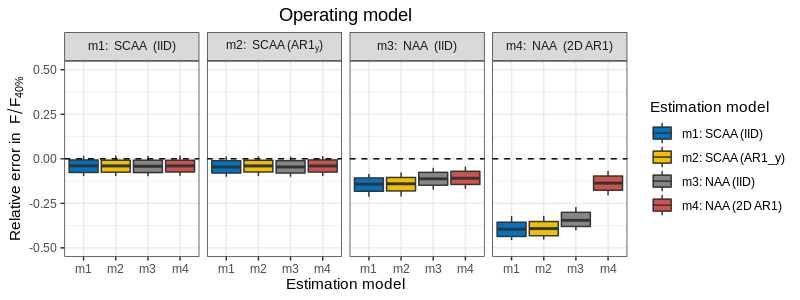 Operating model
m1: SCAA (IID)
m2: SCAA (AR1y)
m3: NAA (IID)
m4: NAA (2D AR1)
Relative error in F/F40%
0.50
0.25
0.00
-0.25
-0.50
m1 m2 m3 m4
m1 m2 m3 m4
m1 m2 m3 m4
m1 m2 m3 m4
Estimation model
Estimation model
m1: SCAA (IID)
m2: SCAA (AR1_y)
m3: NAA (IID)
m4: NAA (2D AR1)